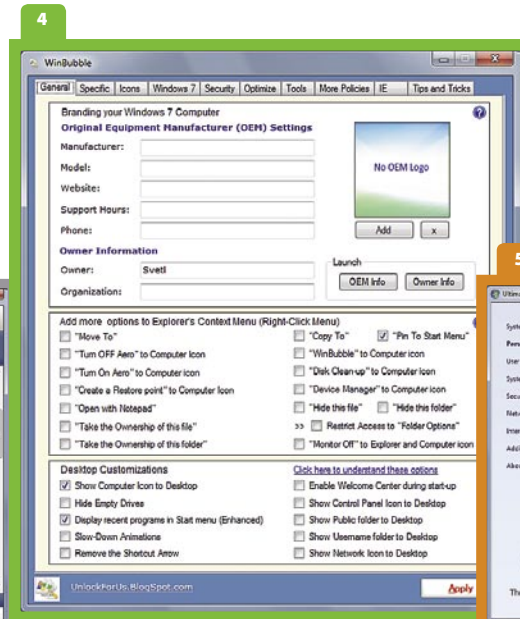 4
WinBubble
General Specific Icons Windows 7 Security Optimize Tools More Policies IE Tips and Tricks
Branding your Windows 7 Computer
Original Equipment Manufacturer (OEM) Settings
Manufacturer:
Model:
Website:
Support Hours:
Phone:
No OEM Logo
Add x
Owner Information
Owner: Svetl
Organization:
Launch
OEM Info Owner Info
Add more options to Explorer's Context Menu (Right-Click Menu)
"Move To" "Copy To" "Pin To Start Menu"
"Turn OFF Aero" to Computer Icon "WinBubble" to Computer icon
"Turn On Aero" to Computer Icon "Disk Clean-up" to Computer icon
"Create a Restore point" to Computer Icon "Device Manager" to Computer icon
"Open with Notepad" "Hide this file" "Hide this folder"
"Take the Ownership of this file" >> Restrict Access to "Folder Options"
"Take the Ownership of this folder" "Monitor Off" to Explorer and Computer icon
Desktop Customizations Click here to understand these options
Show Computer Icon to Desktop Enable Welcome Center during start-up
Hide Empty Drives Show Control Panel Icon to Desktop
Display recent programs in Start menu (Enhanced) Show Public folder to Desktop
Slow-Down Animations Show Username folder to Desktop
Remove the Shortcut Arrow Show Network Icon to Desktop
UnlockForUs.BlogSpot.com Apply
5